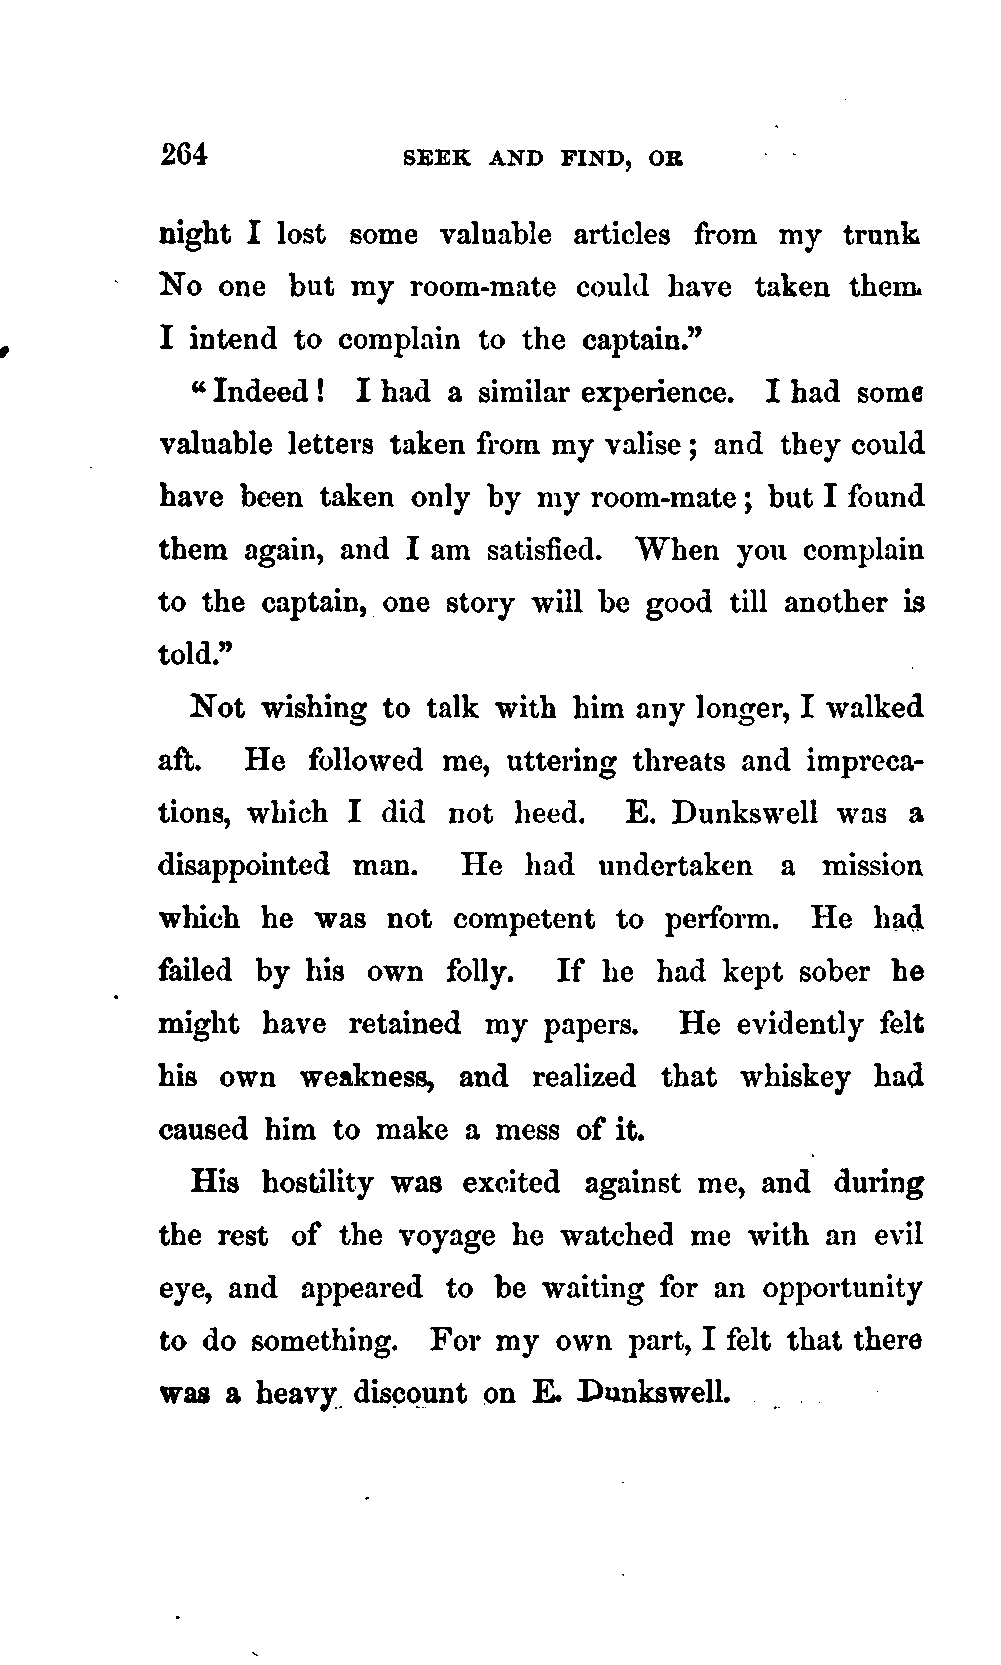 264 SEEK AND FIND, OR
night I lost some valuable articles from my trunk
No one but my room-mate could have taken them.
I intend to complain to the captain."
"Indeed! I had a similar experience. I had some
valuable letters taken from my valise; and they could
have been taken only by my room-mate; but I found
them again, and I am satisfied. When you complain
to the captain, one story will be good till another is
told."
Not wishing to talk with him any longer, I walked
aft. He followed me, uttering threats and impreca-
tions, which I did not heed. E. Dunkswell was a
disappointed man. He had undertaken a mission
which he was not competent to perform. He had
failed by his own folly. If he had kept sober he
might have retained my papers. He evidently felt
his own weakness, and realized that whiskey had
caused him to make a mess of it.
His hostility was excited against me, and during
the rest of the voyage he watched me with an evil
eye, and appeared to be waiting for an opportunity
to do something. For my own part, I felt that there
was a heavy discount on E. Dunkswell.